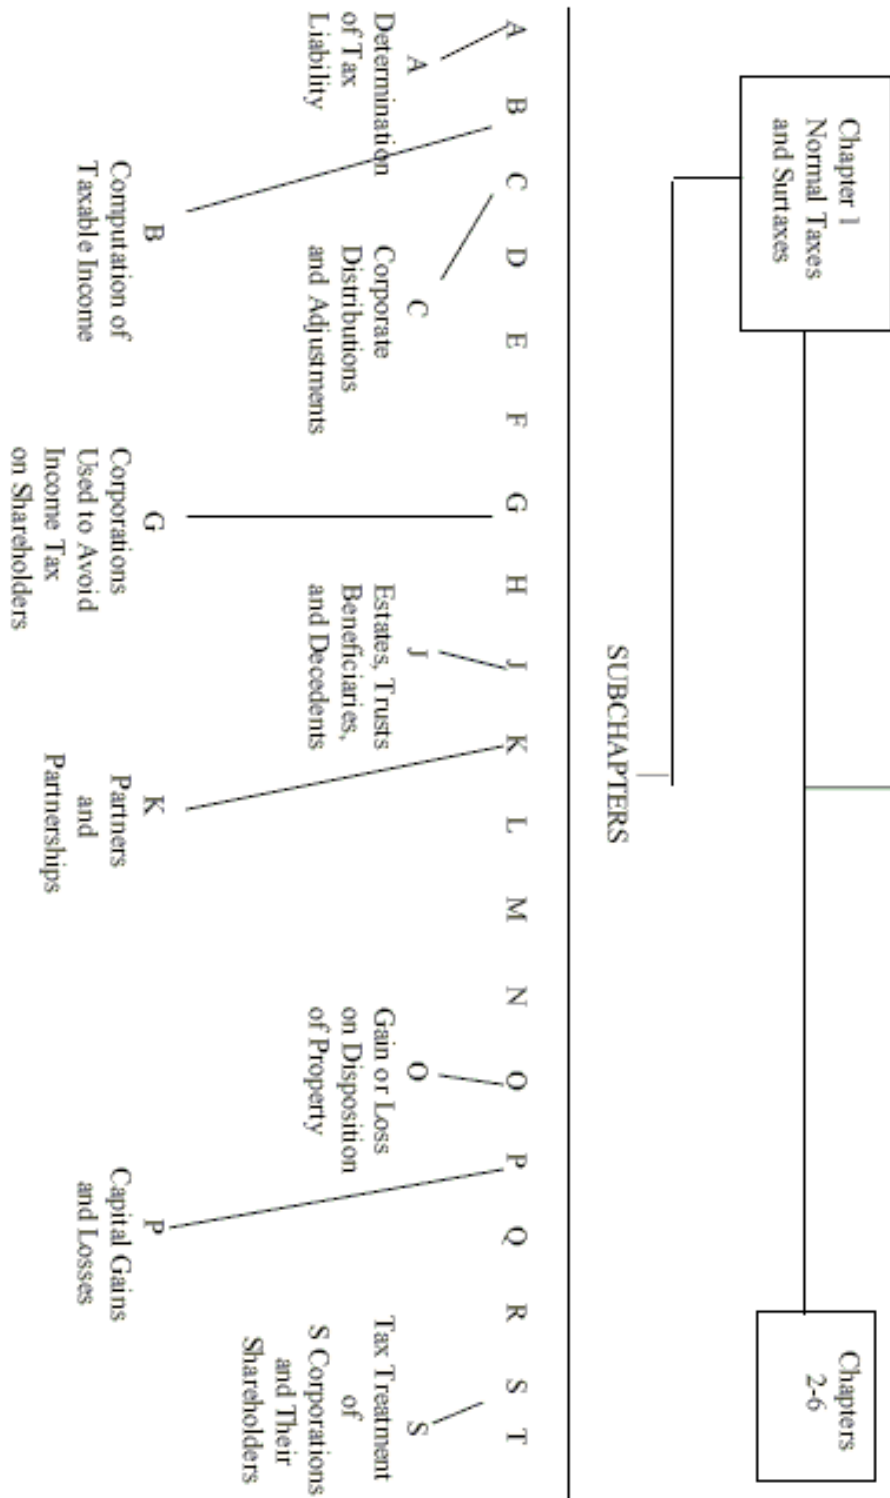 Chapter 1
Normal Taxes
and Surtaxes
Chapters
2-6
SUBCHAPTERS
A B C D E F G H J K L M N O P Q R S T
A
Determination
of Tax
Liability
C
Corporate
Distributions
and Adjustments
J
Estates, Trusts
Beneficiaries,
and Decedents
O
Gain or Loss
on Disposition
of Property
S
Tax Treatment
of
S Corporations
and Their
Shareholders
B
Computation of
Taxable Income
G
Corporations
Used to Avoid
Income Tax
on Shareholders
K
Partners
and
Partnerships
P
Capital Gains
and Losses